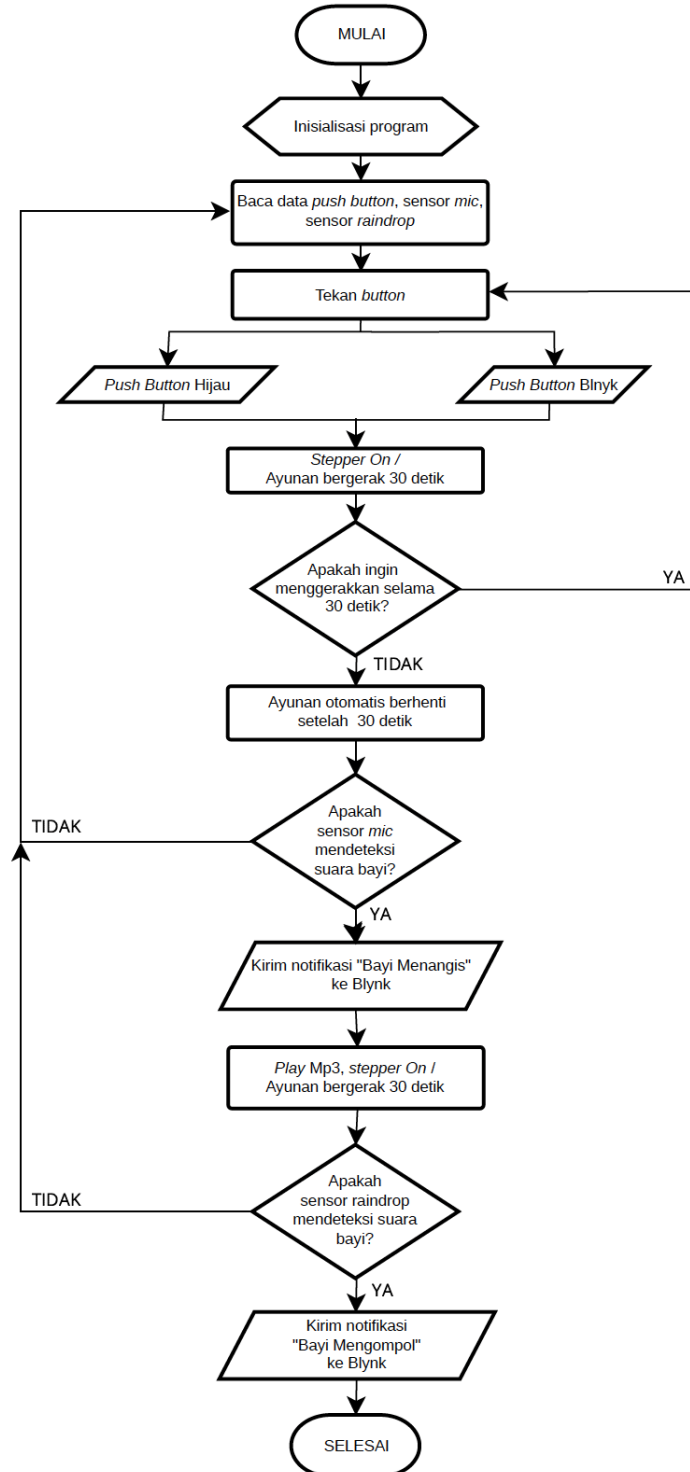 MULAI
Inisialisasi program
Baca data push button, sensor mic,
sensor raindrop
Tekan button
Push Button Hijau
Push Button Blnyk
Stepper On /
Ayunan bergerak 30 detik
Apakah ingin
menggerakkan selama
30 detik?
YA
TIDAK
Ayunan otomatis berhenti
setelah 30 detik
Apakah
sensor mic
mendeteksi
suara bayi?
TIDAK
YA
Kirim notifikasi "Bayi Menangis"
ke Blynk
Play Mp3, stepper On /
Ayunan bergerak 30 detik
Apakah
sensor raindrop
mendeteksi suara
bayi?
TIDAK
YA
Kirim notifikasi
"Bayi Mengompol"
ke Blynk
SELESAI